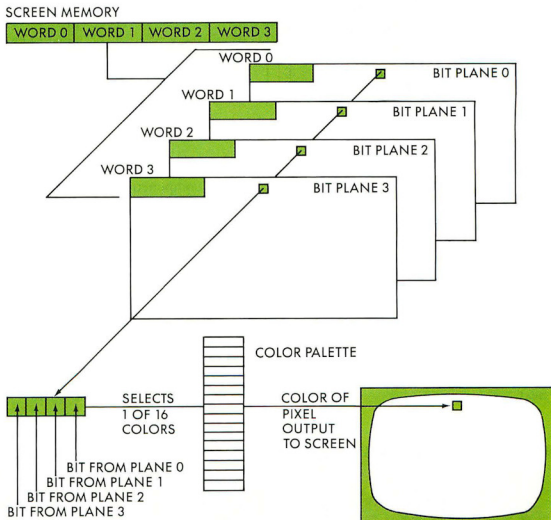 SCREEN MEMORY
WORD 0 WORD 1 WORD 2 WORD 3
WORD 0
BIT PLANE 0
WORD 1
BIT PLANE 1
WORD 2
BIT PLANE 2
WORD 3
BIT PLANE 3
COLOR PALETTE
SELECTS
1 OF 16
COLORS
COLOR OF
PIXEL
OUTPUT
TO SCREEN
BIT FROM PLANE 0
BIT FROM PLANE 1
BIT FROM PLANE 2
BIT FROM PLANE 3